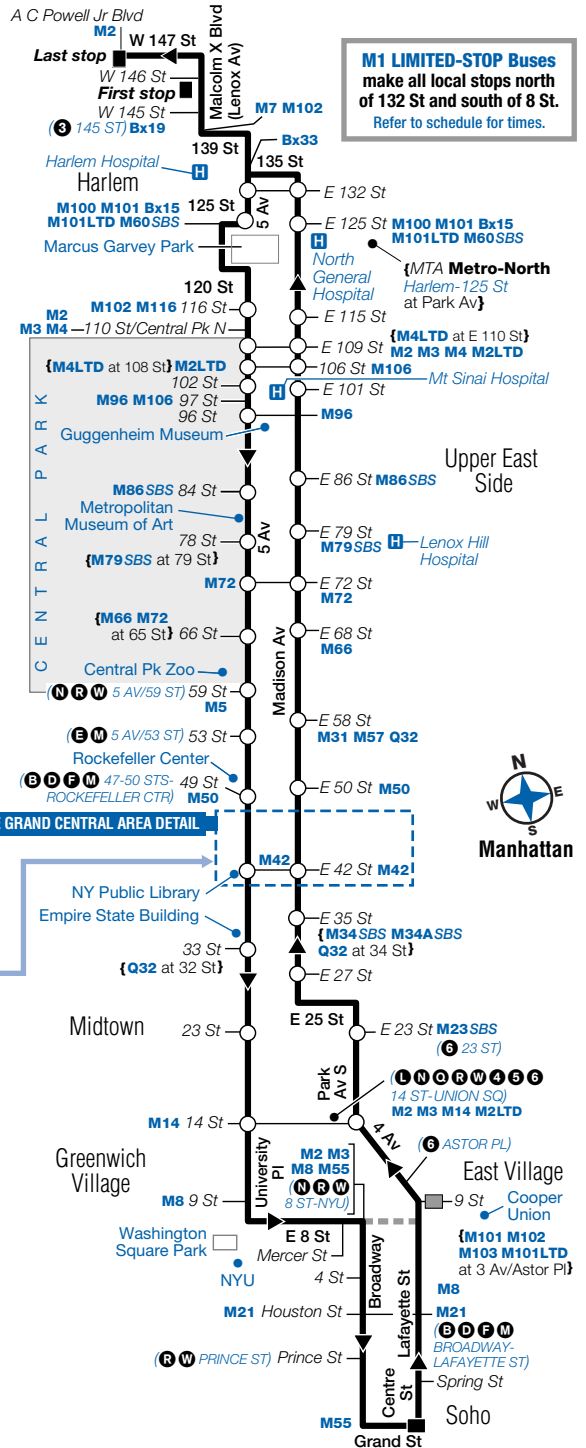 A C Powell Jr Blvd
M2
Last stop
W 147 St
W 146 St
First stop
W 145 St
(3 145 ST) Bx19
Malcolm X Blvd
(Lenox Av)
M7 M102
139 St
Bx33
135 St
M1 LIMITED-STOP Buses
make all local stops north
of 132 St and south of 8 St.
Refer to schedule for times.
Harlem Hospital
H
Harlem
E 132 St
125 St
5 Av
M100 M101 Bx15
M101LTD M60SBS
E 125 St M100 M101 Bx15
M101LTD M60SBS
Marcus Garvey Park
H
North
General
Hospital
{MTA Metro-North
Harlem-125 St
at Park Av}
120 St
M102 M116 116 St
E 115 St
M2
M3 M4 110 St/Central Pk N
E 109 St {M4LTD at E 110 St}
M2 M3 M4 M2LTD
{M4LTD at 108 St} M2LTD
106 St M106
102 St
H Mt Sinai Hospital
E 101 St
M96 M106 97 St
96 St
M96
Guggenheim Museum
CENTRAL PARK
Upper East
Side
M86SBS 84 St
E 86 St M86SBS
Metropolitan
Museum of Art
5 Av
78 St
{M79SBS at 79 St}
E 79 St
M79SBS
H Lenox Hill
Hospital
M72
E 72 St
M72
{M66 M72
at 65 St} 66 St
Madison Av
E 68 St
M66
Central Pk Zoo
(N R W 5 AV/59 ST) 59 St
M5
E 58 St
M31 M57 Q32
(E M 5 AV/53 ST) 53 St
Rockefeller Center
(B D F M 47-50 STS-
ROCKEFELLER CTR)
49 St
M50
E 50 St M50
N
W E
S
Manhattan
E GRAND CENTRAL AREA DETAIL
M42
E 42 St M42
NY Public Library
Empire State Building
E 35 St
{M34SBS M34ASBS
Q32 at 34 St}
33 St
{Q32 at 32 St}
E 27 St
Midtown
E 25 St
23 St
E 23 St M23SBS
(6 23 ST)
Park
Av S
(L N Q R W 4 5 6
14 ST-UNION SQ)
M2 M3 M14 M2LTD
M14 14 St
4 Av
Greenwich
Village
University
Pl
M2 M3
M8 M55
(N R W
8 ST-NYU)
(6 ASTOR PL)
East Village
M8 9 St
9 St
Cooper
Union
E 8 St
Washington
Square Park
Mercer St
NYU
{M101 M102
M103 M101LTD
at 3 Av/Astor Pl}
4 St
Broadway
Lafayette St
M8
M21 Houston St
M21
(B D F M
BROADWAY-
LAFAYETTE ST)
(R W PRINCE ST) Prince St
Spring St
Centre
St
M55
Soho
Grand St